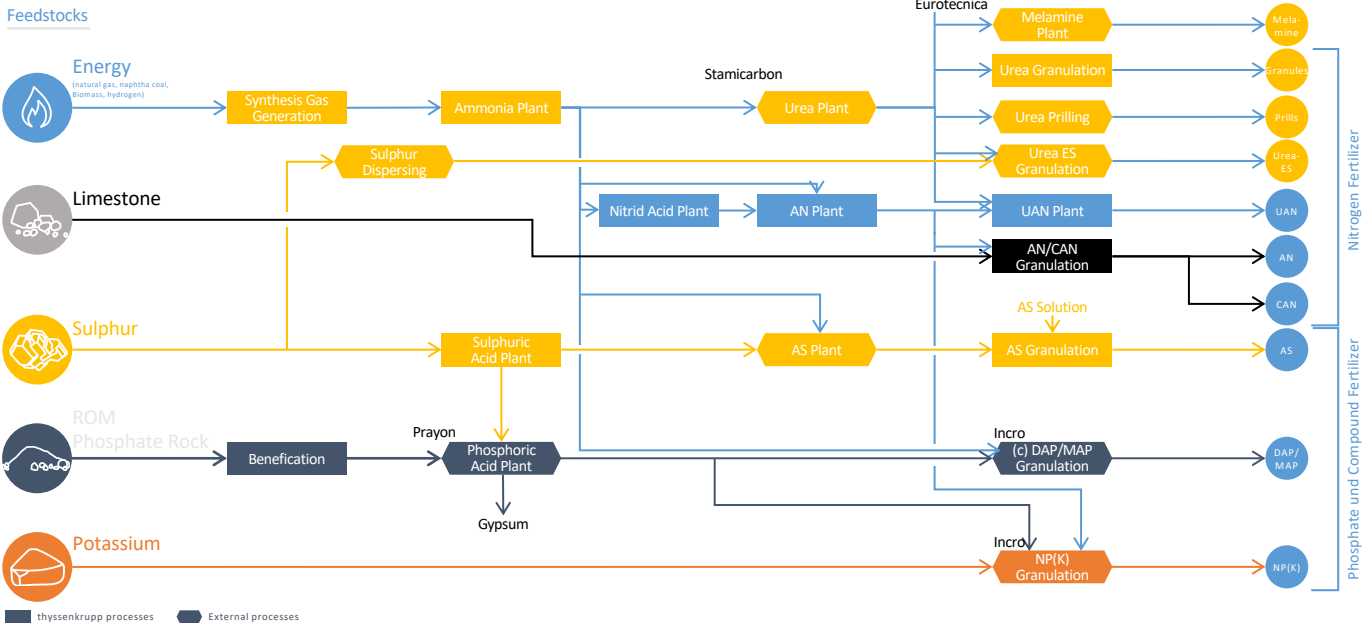 Feedstocks
Eurotecnica
Melamine
Plant
Mela-
mine
Energy
(natural gas, naphtha coal,
Biomass, hydrogen)
Stamicarbon
Urea Granulation
Granules
Synthesis Gas
Generation
Ammonia Plant
Urea Plant
Urea Prilling
Prills
Sulphur
Dispersing
Urea ES
Granulation
Urea-
ES
Limestone
Nitrid Acid Plant
AN Plant
UAN Plant
UAN
AN/CAN
Granulation
AN
CAN
Nitrogen Fertilizer
Sulphur
AS Solution
Sulphuric
Acid Plant
AS Plant
AS Granulation
AS
ROM
Phosphate Rock
Prayon
Incro
Benefication
Phosphoric
Acid Plant
(c) DAP/MAP
Granulation
DAP/
MAP
Gypsum
Potassium
Incro
NP(K)
Granulation
NP(K)
Phosphate und Compound Fertilizer
thyssenkrupp processes
External processes